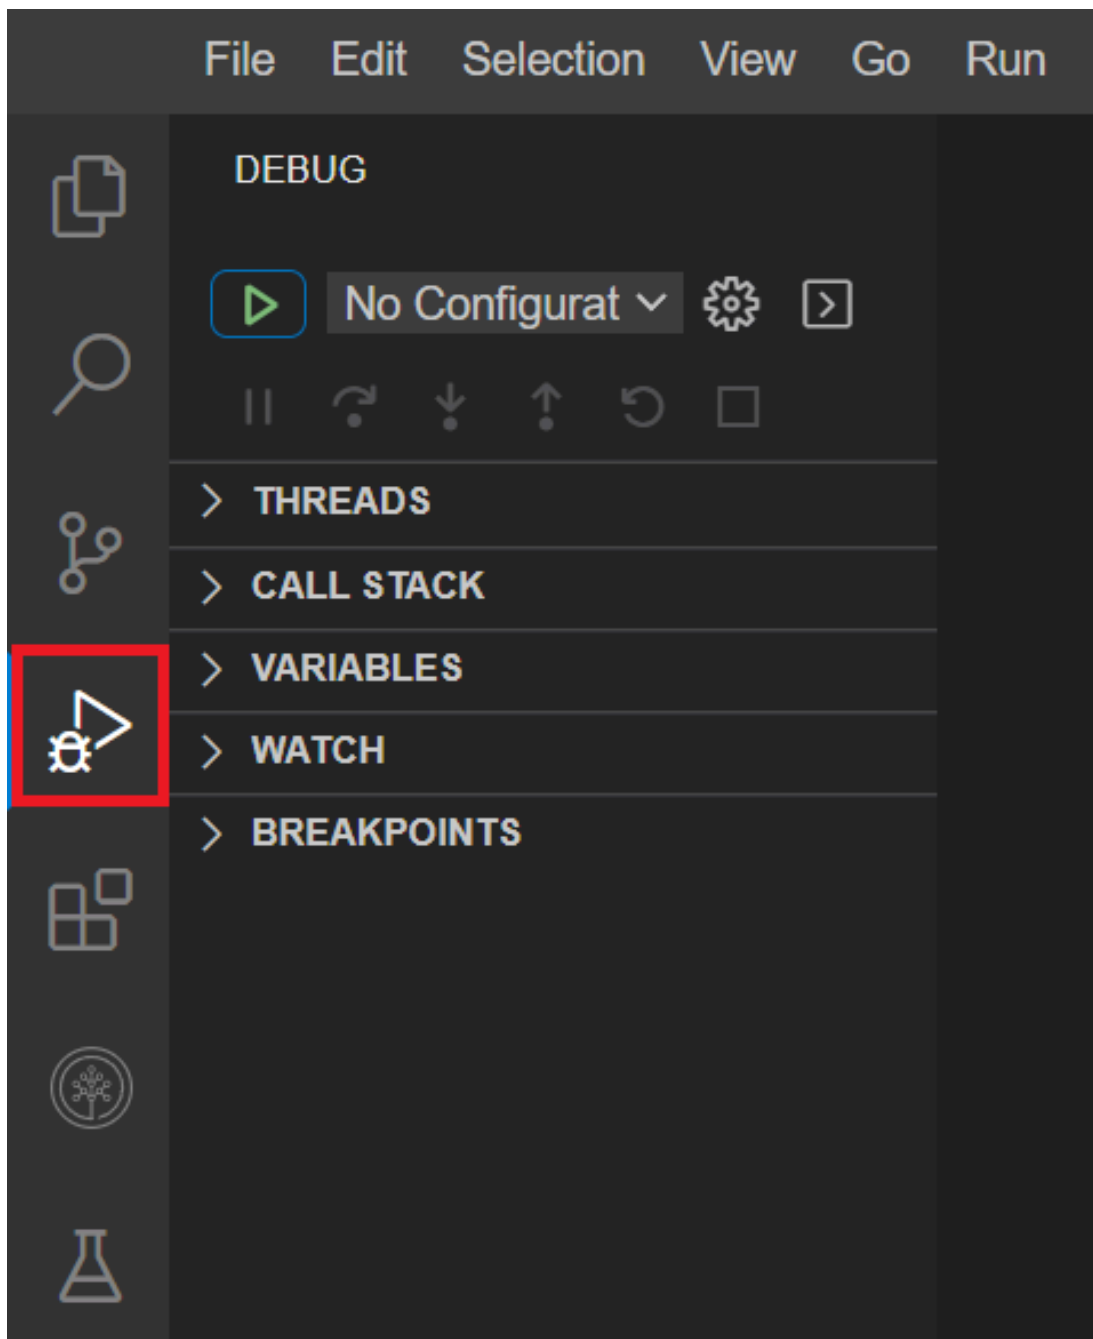 File Edit Selection View Go Run
DEBUG
No Configurat
THREADS
CALL STACK
VARIABLES
WATCH
BREAKPOINTS